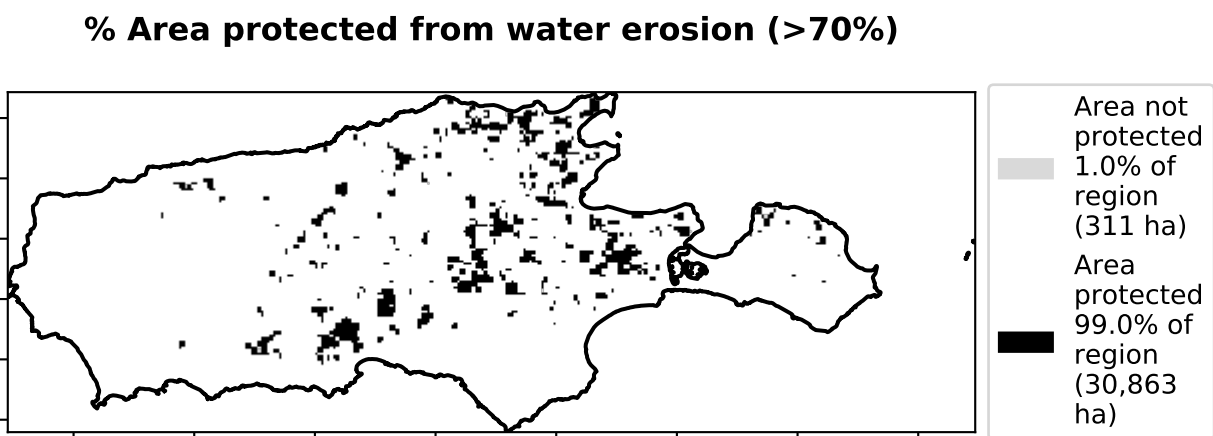 % Area protected from water erosion (>70%)
Area not
protected
1.0% of
region
(311 ha)
Area
protected
99.0% of
region
(30,863
ha)